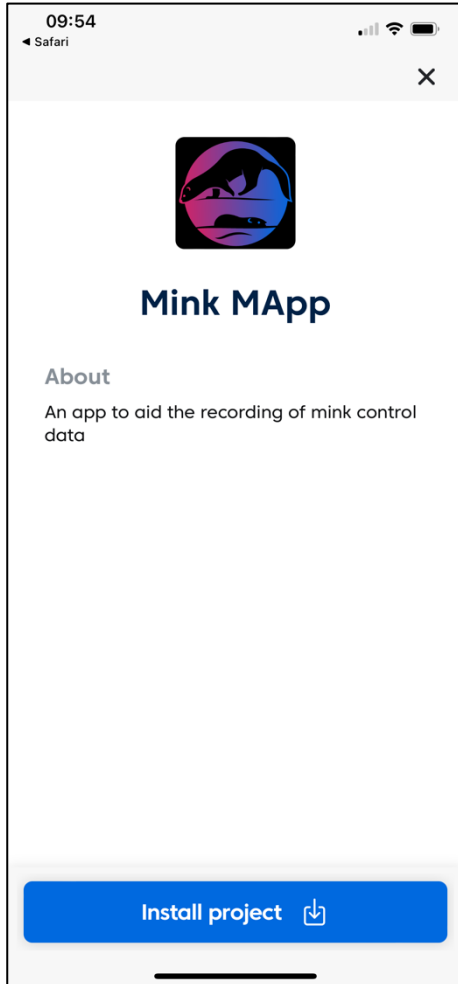 09:54
◀ Safari
Mink MApp
About
An app to aid the recording of mink control
data
Install project